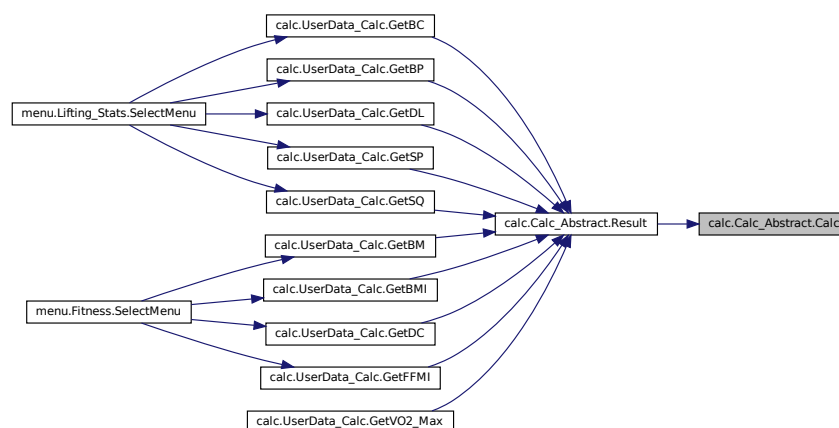 calc.UserData_Calc.GetBC
calc.UserData_Calc.GetBP
menu.Lifting_Stats.SelectMenu
calc.UserData_Calc.GetDL
calc.UserData_Calc.GetSP
calc.UserData_Calc.GetSQ
calc.Calc_Abstract.Result
calc.Calc_Abstract.Calc
calc.UserData_Calc.GetBM
calc.UserData_Calc.GetBMI
menu.Fitness.SelectMenu
calc.UserData_Calc.GetDC
calc.UserData_Calc.GetFFMI
calc.UserData_Calc.GetVO2_Max